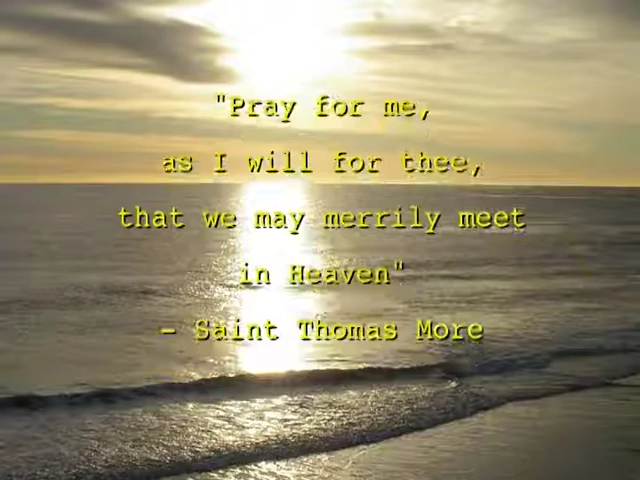 "Pray for me,
as I will for thee,
that we may merrily meet
in Heaven"
- Saint Thomas More